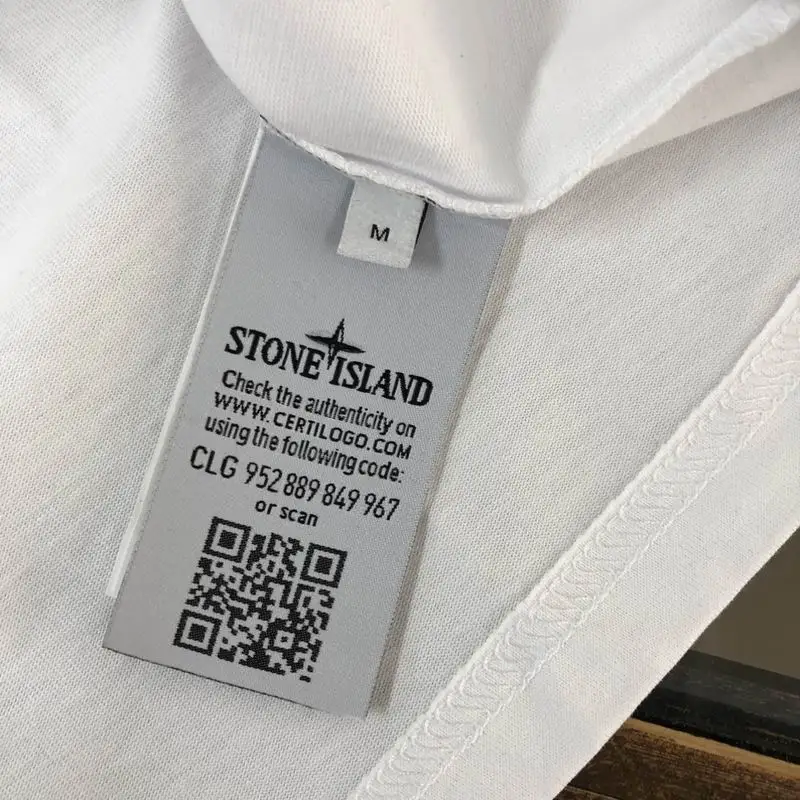 M
STONE ISLAND
Check the authenticity on
WWW.CERTILOGO.COM
using the following code:
CLG 952 889 849 967
or scan